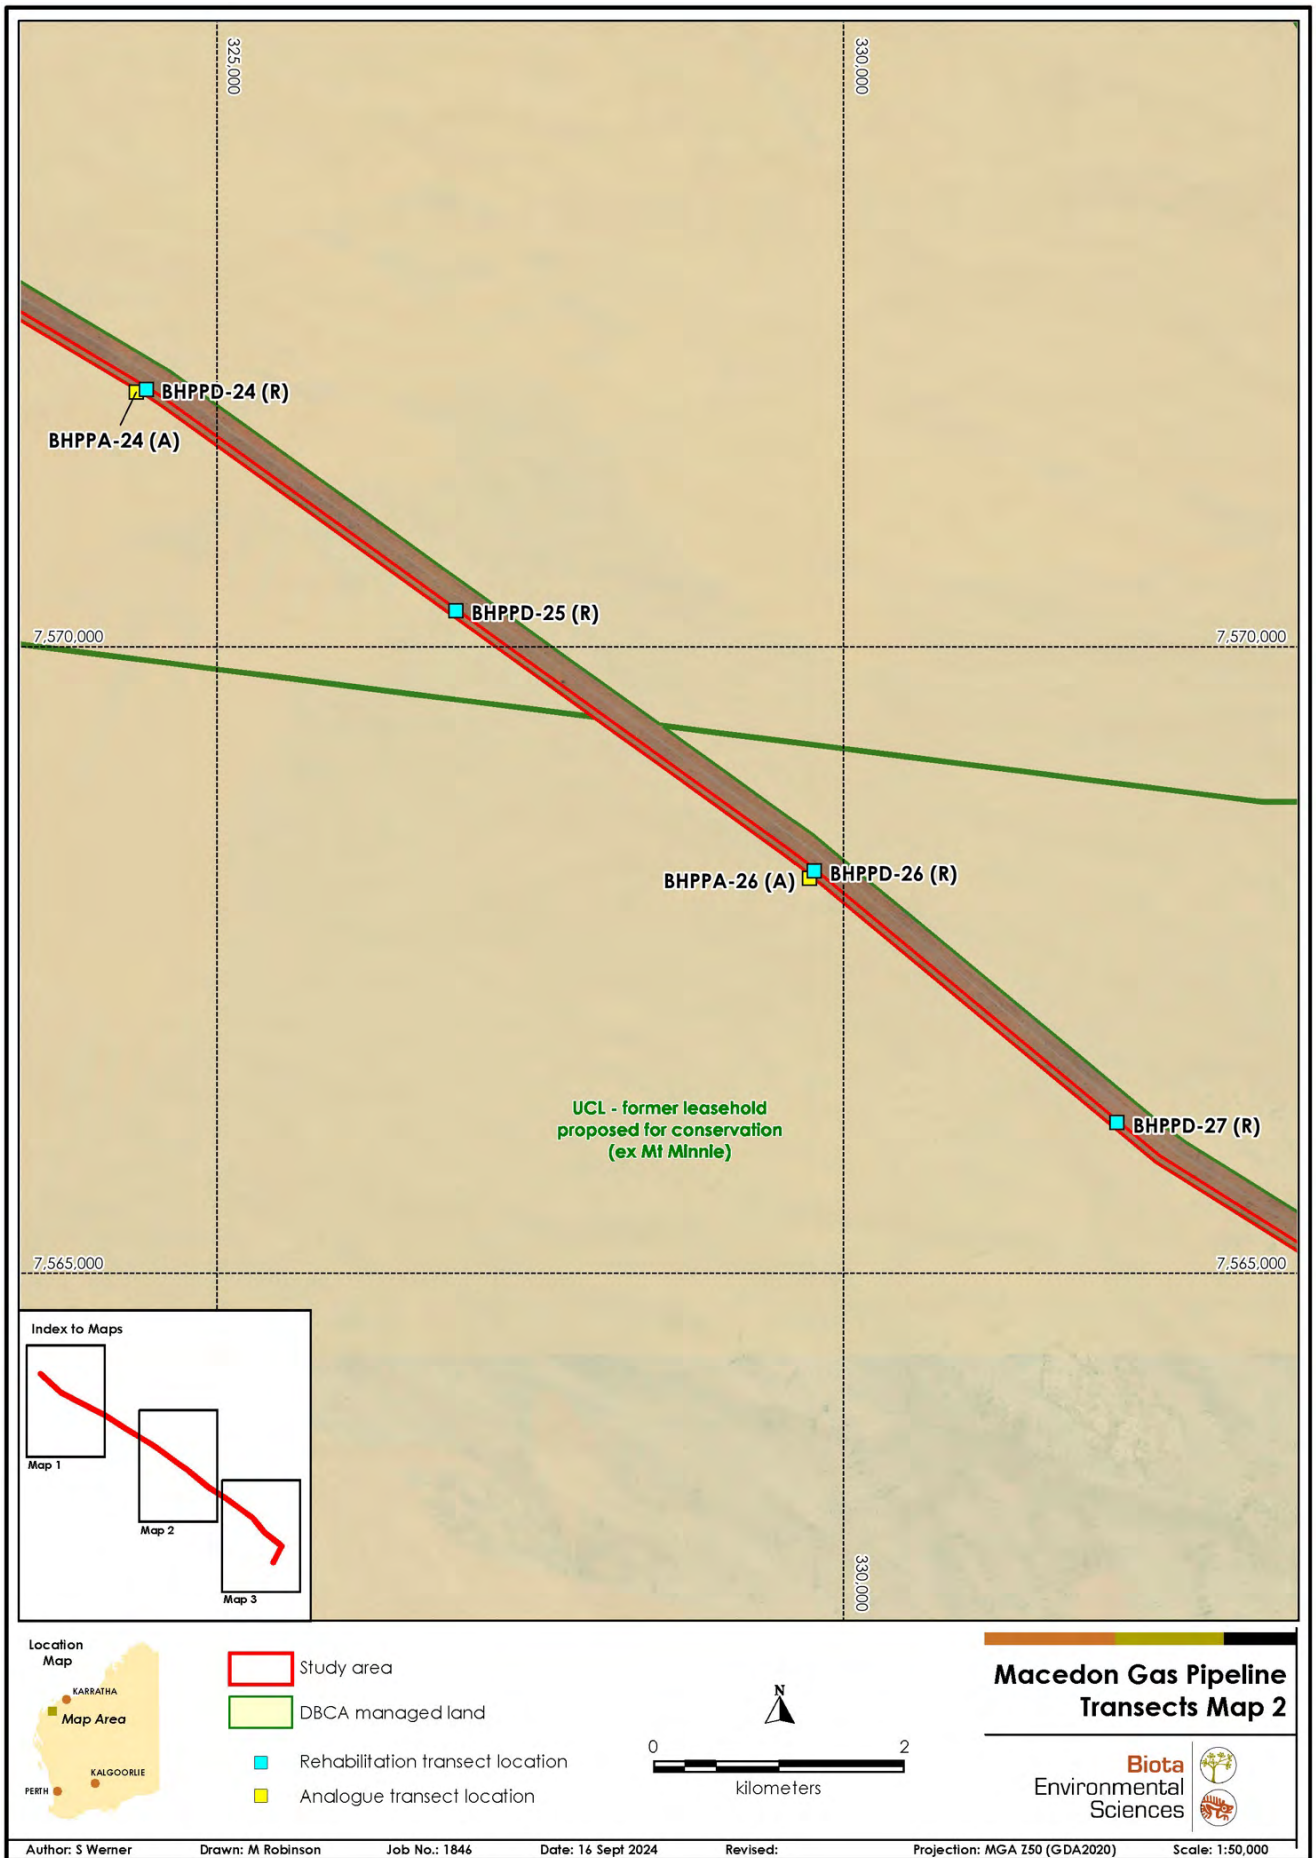 325,000
330,000
BHPPD-24 (R)
BHPPA-24 (A)
BHPPD-25 (R)
7,570,000
7,570,000
BHPPD-26 (R)
BHPPA-26 (A)
UCL - former leasehold
proposed for conservation
(ex Mt Minnie)
BHPPD-27 (R)
7,565,000
7,565,000
330,000
Index to Maps
Map 1
Map 2
Map 3
Location
Map
KARRATHA
Map Area
KALGOORLIE
PERTH
Study area
DBCA managed land
Rehabilitation transect location
Analogue transect location
N
0
2
kilometers
Macedon Gas Pipeline
Transects Map 2
Biota
Environmental
Sciences
Author: S Werner
Drawn: M Robinson
Job No.: 1846
Date: 16 Sept 2024
Revised:
Projection: MGA Z50 (GDA2020)
Scale: 1:50,000